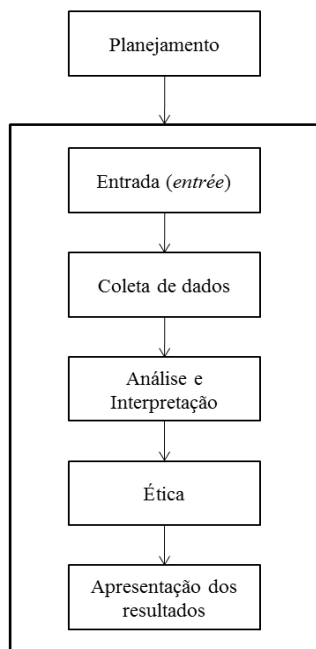 Planejamento
Entrada (entrée)
Coleta de dados
Análise e
Interpretação
Ética
Apresentação dos
resultados